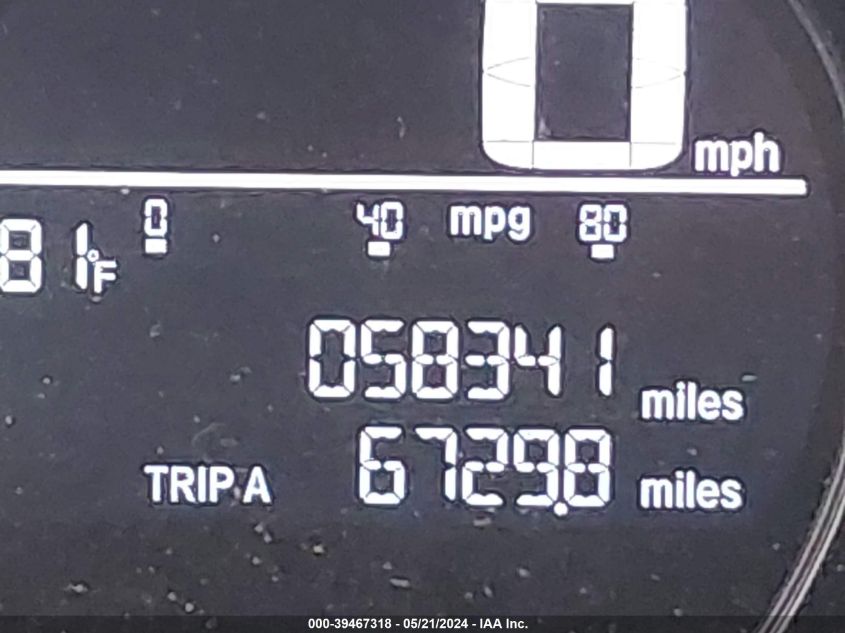 0 mph
0 40 mpg 80
81°F
058341 miles
TRIP A 6729.8 miles
000-39467318 - 05/21/2024 - IAA Inc.